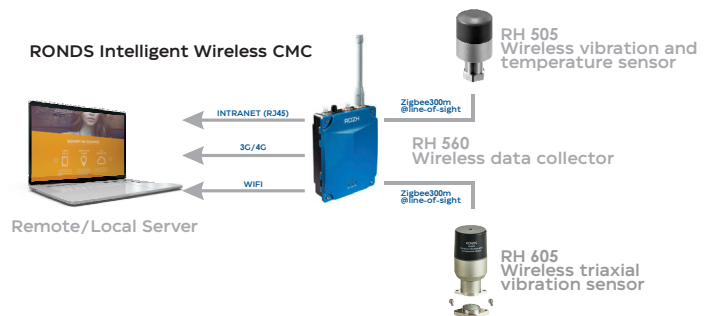 RONDS Intelligent Wireless CMC
RH 505
Wireless vibration and
temperature sensor
Zigbee300m
@line-of-sight
INTRANET (RJ45)
ROZH
3G/4G
RH 560
Wireless data collector
WIFI
Zigbee300m
@line-of-sight
Remote/Local Server
RH 605
Wireless triaxial
vibration sensor